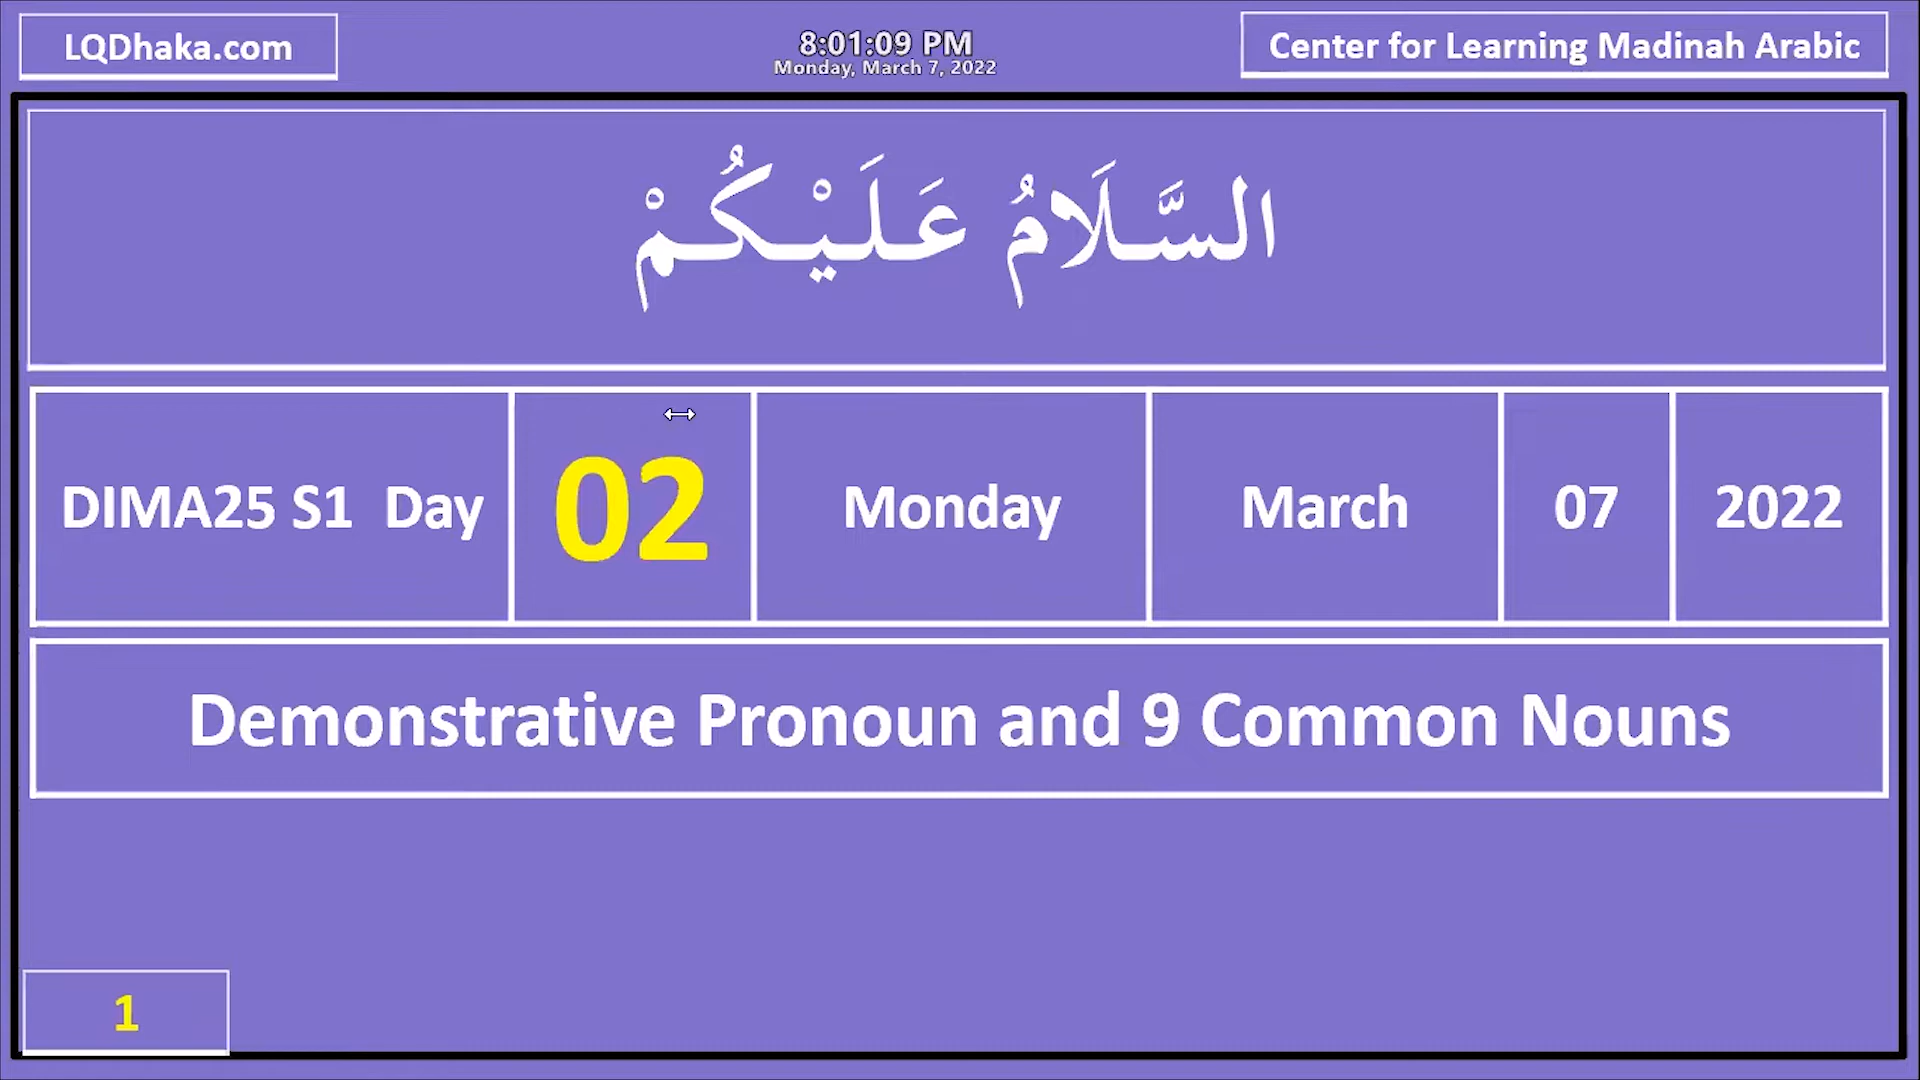 LQDhaka.com
8:01:09 PM
Monday, March 7, 2022
Center for Learning Madinah Arabic
السَّلَامُ عَلَيْكُمْ
DIMA25 S1 Day 02 Monday March 07 2022
Demonstrative Pronoun and 9 Common Nouns
1